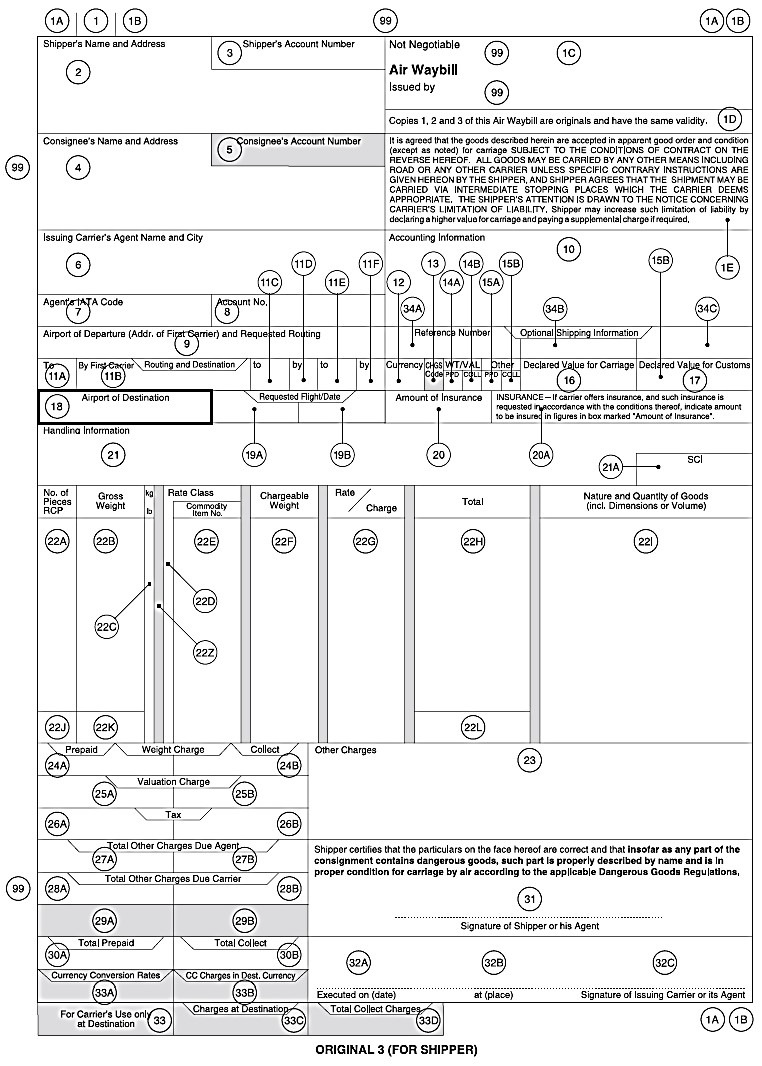 1A 1 1B 99 1A 1B
Shipper's Name and Address
2
3 Shipper's Account Number
Not Negotiable 99 1C
Air Waybill
Issued by 99
Copies 1, 2 and 3 of this Air Waybill are originals and have the same validity. 1D
99
Consignee's Name and Address
4
5 Consignee's Account Number
It is agreed that the goods described herein are accepted in apparent good order and condition
(except as noted) for carriage SUBJECT TO THE CONDITIONS OF CONTRACT ON THE
REVERSE HEREOF. ALL GOODS MAY BE CARRIED BY ANY OTHER MEANS INCLUDING
ROAD OR ANY OTHER CARRIER UNLESS SPECIFIC CONTRARY INSTRUCTIONS ARE
GIVEN HEREON BY THE SHIPPER, AND SHIPPER AGREES THAT THE SHIPMENT MAY BE
CARRIED VIA INTERMEDIATE STOPPING PLACES WHICH THE CARRIER DEEMS
APPROPRIATE. THE SHIPPER'S ATTENTION IS DRAWN TO THE NOTICE CONCERNING
CARRIER'S LIMITATION OF LIABILITY. Shipper may increase such limitation of liability by
declaring a higher value for carriage and paying a supplemental charge if required.
1E
Issuing Carrier's Agent Name and City
6
Accounting Information
10
11C 11D 11E 11F 12 13 14A 14B 15A 15B 15B
Agent's IATA Code
7
Account No.
8
34A 34B 34C
Airport of Departure (Addr. of First Carrier) and Requested Routing
9
Reference Number
Optional Shipping Information
To
11A
By First Carrier
11B
Routing and Destination
to
by
to
by
Currency
CHGS
Code
WT/VAL
PPD COLL
Other
PPD COLL
Declared Value for Carriage
16
Declared Value for Customs
17
18 Airport of Destination
Requested Flight/Date
19A 19B
Amount of Insurance
20
INSURANCE – If carrier offers insurance, and such insurance is
requested in accordance with the conditions thereof, indicate amount
to be insured in figures in box marked "Amount of Insurance".
20A
Handling Information
21
21A
SCI
No. of
Pieces
RCP
Gross
Weight
kg
lb
Rate Class
Commodity
Item No.
Chargeable
Weight
Rate
Charge
Total
Nature and Quantity of Goods
(incl. Dimensions or Volume)
22A 22B 22E 22F 22G 22H 22I
22D
22C
22Z
22J 22K 22L
Prepaid Weight Charge Collect
24A 24B
Other Charges
23
Valuation Charge
25A 25B
Tax
26A 26B
Total Other Charges Due Agent
27A 27B
Shipper certifies that the particulars on the face hereof are correct and that insofar as any part of the
consignment contains dangerous goods, such part is properly described by name and is in
proper condition for carriage by air according to the applicable Dangerous Goods Regulations.
99
Total Other Charges Due Carrier
28A 28B
31
29A 29B
Signature of Shipper or his Agent
Total Prepaid Total Collect
30A 30B
32A 32B 32C
Currency Conversion Rates
33A
CC Charges in Dest. Currency
33B
Executed on (date) at (place) Signature of Issuing Carrier or its Agent
For Carrier's Use only
at Destination
33
Charges at Destination
33C
Total Collect Charges
33D
1A 1B
ORIGINAL 3 (FOR SHIPPER)